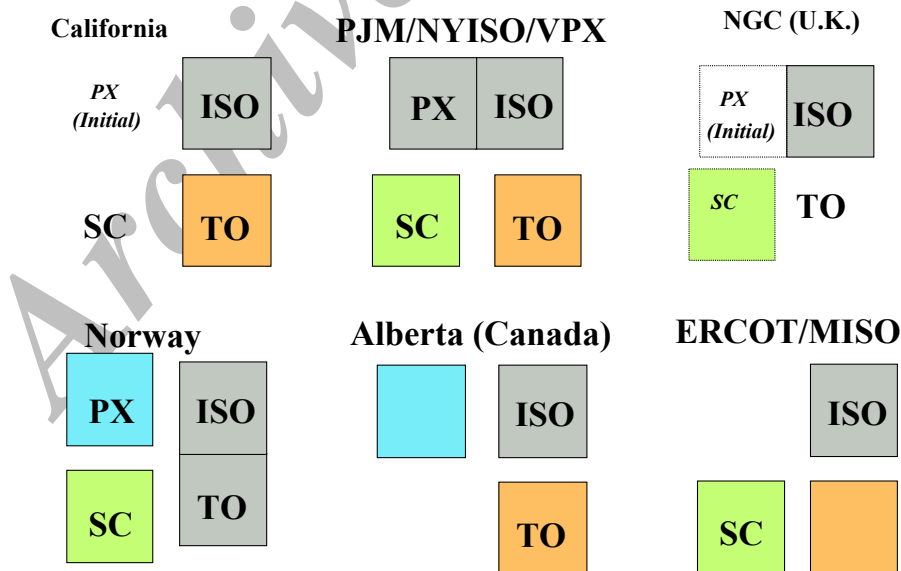 California
PJM/NYISO/VPX
NGC (U.K.)
PX
(Initial)
ISO
PX
ISO
PX
(Initial)
ISO
SC
TO
SC
TO
SC
TO
Norway
Alberta (Canada)
ERCOT/MISO
PX
ISO
ISO
ISO
SC
TO
TO
SC
Archive